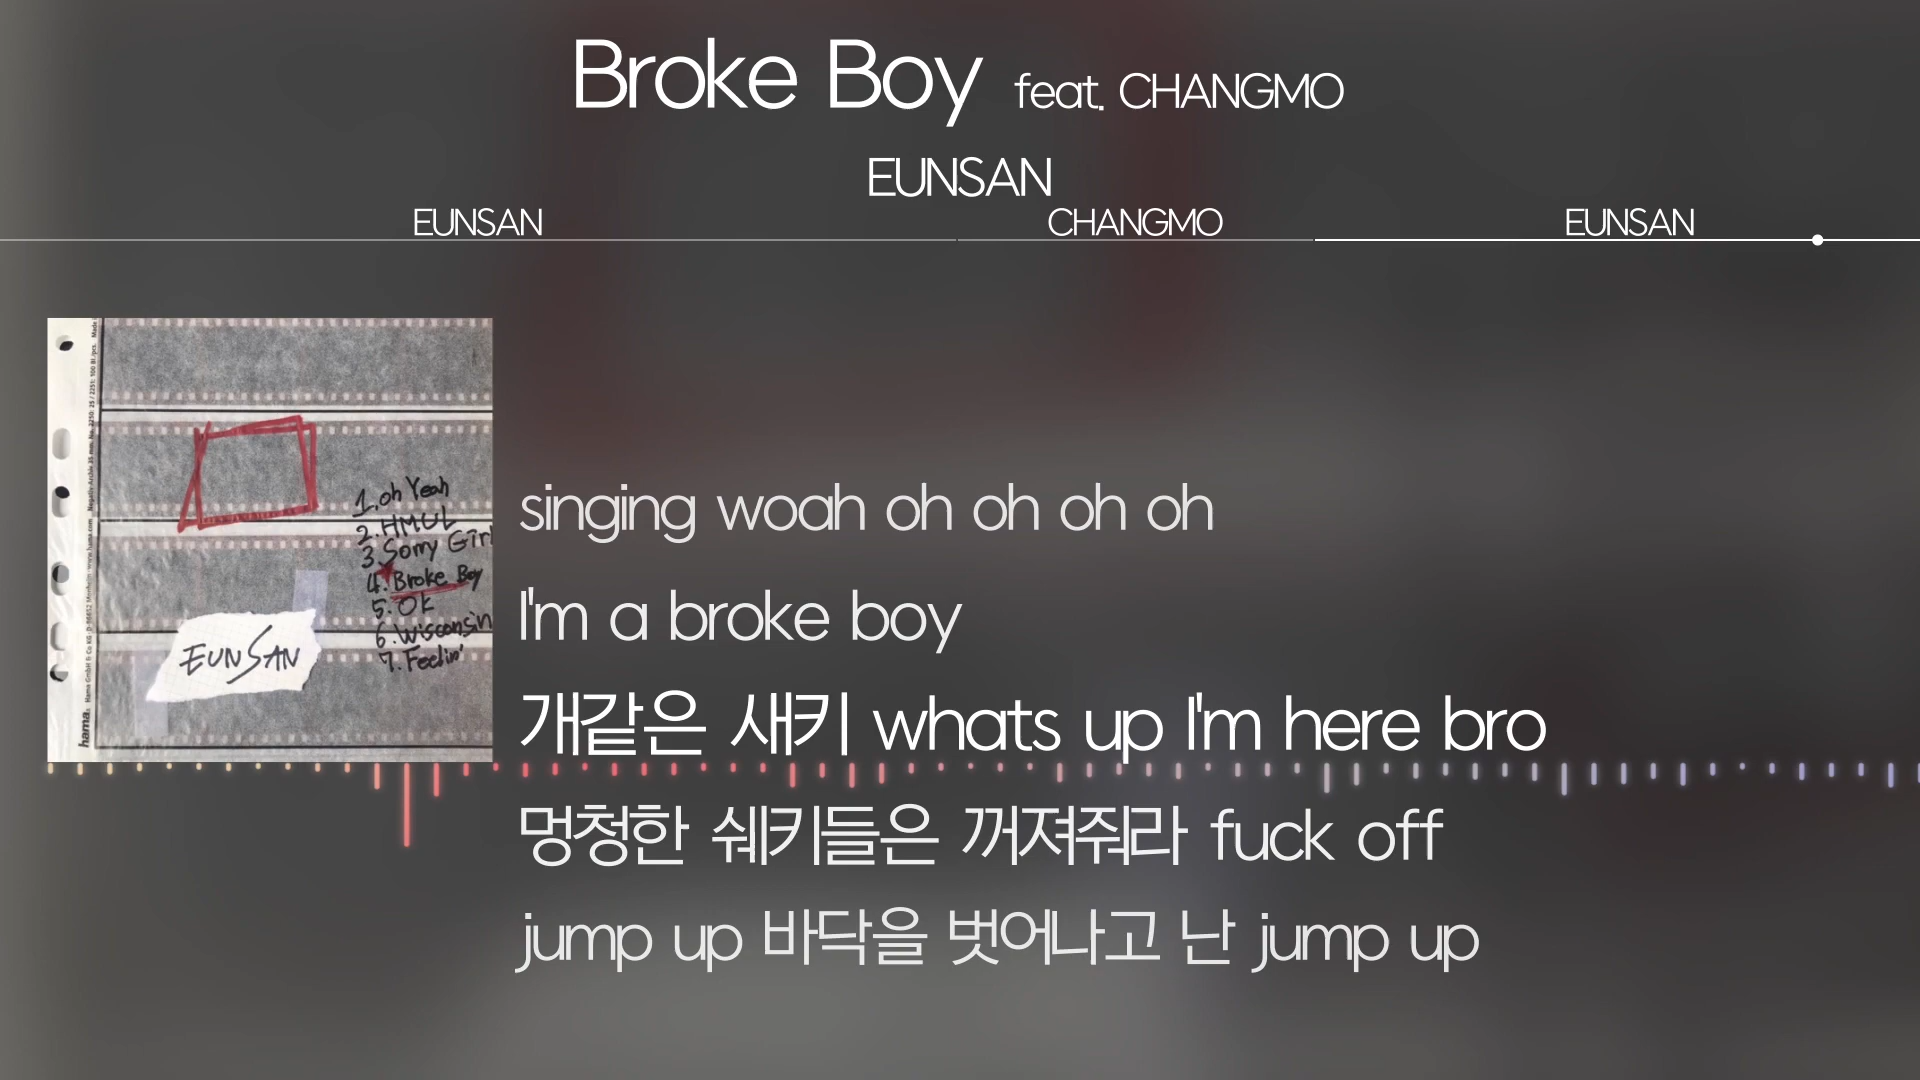 Broke Boy feat. CHANGMO
EUNSAN
EUNSAN CHANGMO EUNSAN
1. oh Yeah
2. HMUL
3. Sorry Girl
4. Broke Boy
5. Ok
6. Wisconsin
7. Feelin'
EUNSAN
hama
singing woah oh oh oh oh
I'm a broke boy
개같은 새키 whats up I'm here bro
멍청한 쉐키들은 꺼져줘라 fuck off
jump up 바닥을 벗어나고 난 jump up